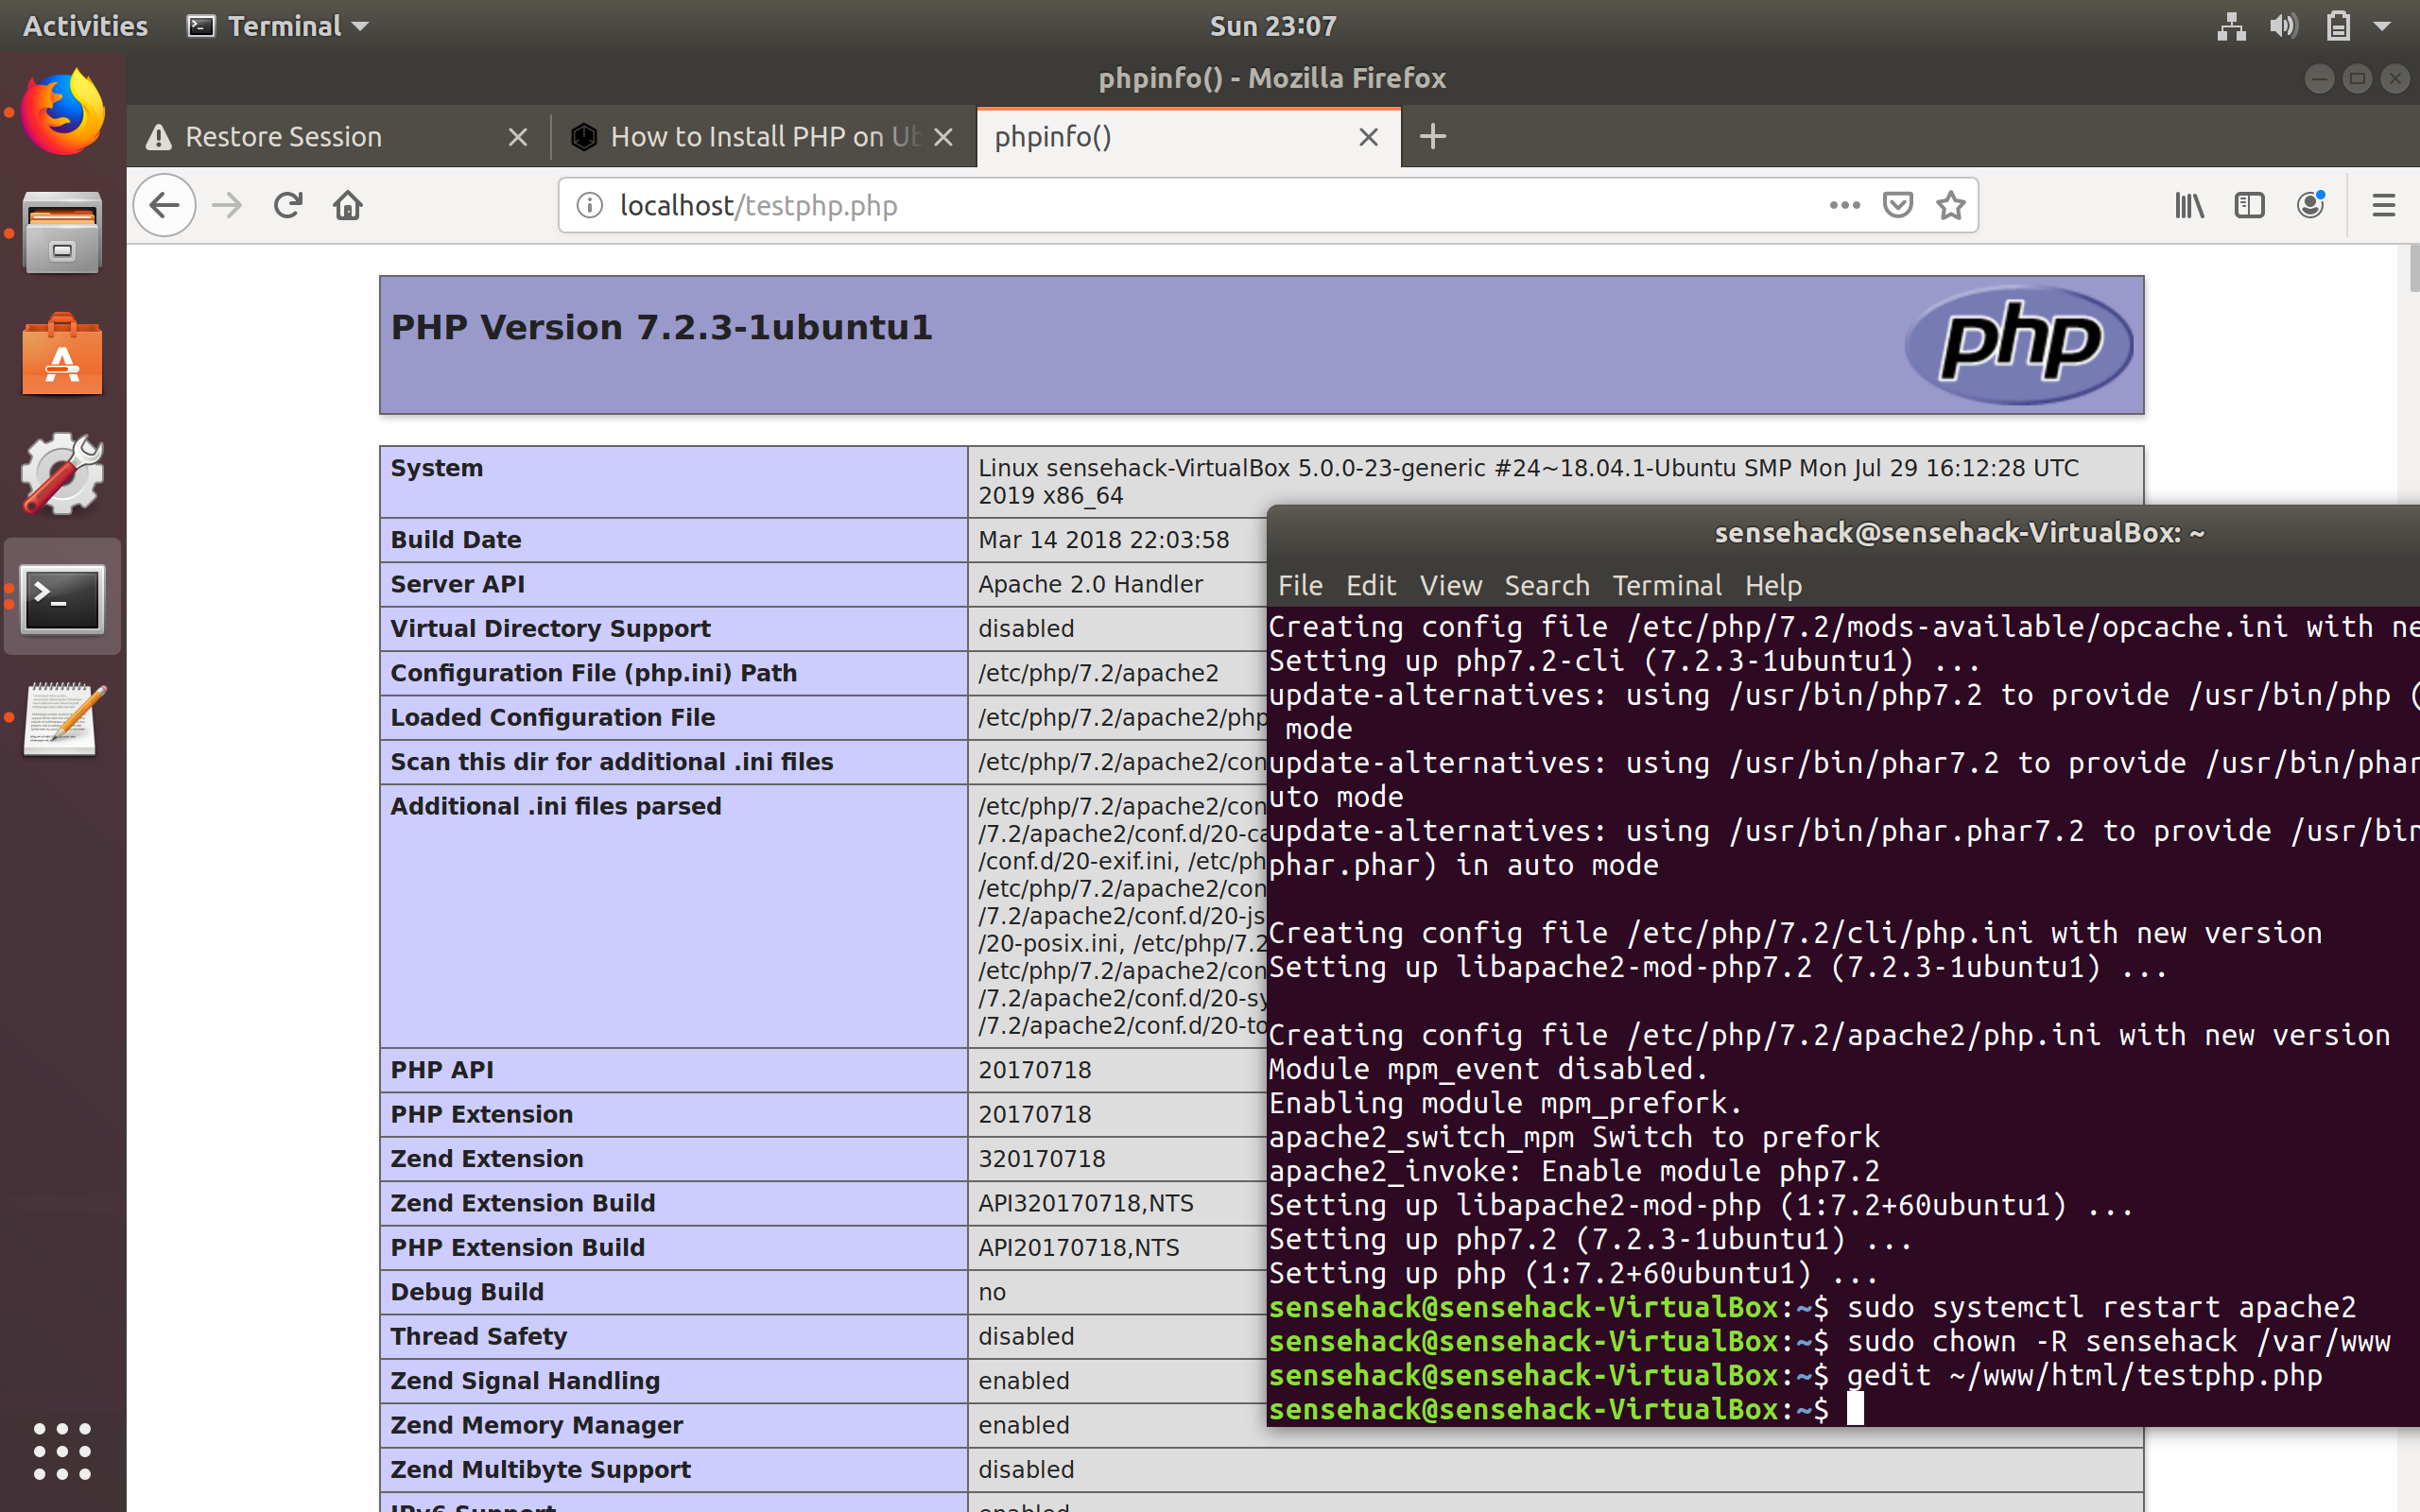 Activities
Terminal
Sun 23:07
phpinfo() - Mozilla Firefox
Restore Session
How to Install PHP on Ub
phpinfo()
localhost/testphp.php
PHP Version 7.2.3-1ubuntu1
php
System
Linux sensehack-VirtualBox 5.0.0-23-generic #24~18.04.1-Ubuntu SMP Mon Jul 29 16:12:28 UTC
2019 x86_64
Build Date
Mar 14 2018 22:03:58
Server API
Apache 2.0 Handler
Virtual Directory Support
disabled
Configuration File (php.ini) Path
/etc/php/7.2/apache2
Loaded Configuration File
/etc/php/7.2/apache2/php
Scan this dir for additional .ini files
/etc/php/7.2/apache2/con
Additional .ini files parsed
/etc/php/7.2/apache2/con
/7.2/apache2/conf.d/20-ca
/conf.d/20-exif.ini, /etc/ph
/etc/php/7.2/apache2/con
/7.2/apache2/conf.d/20-js
/20-posix.ini, /etc/php/7.2
/etc/php/7.2/apache2/con
/7.2/apache2/conf.d/20-sy
/7.2/apache2/conf.d/20-to
PHP API
20170718
PHP Extension
20170718
Zend Extension
320170718
Zend Extension Build
API320170718,NTS
PHP Extension Build
API20170718,NTS
Debug Build
no
Thread Safety
disabled
Zend Signal Handling
enabled
Zend Memory Manager
enabled
Zend Multibyte Support
disabled
IPv6 Support
enabled
sensehack@sensehack-VirtualBox: ~
File Edit View Search Terminal Help
Creating config file /etc/php/7.2/mods-available/opcache.ini with ne
Setting up php7.2-cli (7.2.3-1ubuntu1) ...
update-alternatives: using /usr/bin/php7.2 to provide /usr/bin/php (
mode
update-alternatives: using /usr/bin/phar7.2 to provide /usr/bin/phar
uto mode
update-alternatives: using /usr/bin/phar.phar7.2 to provide /usr/bin
phar.phar) in auto mode
Creating config file /etc/php/7.2/cli/php.ini with new version
Setting up libapache2-mod-php7.2 (7.2.3-1ubuntu1) ...
Creating config file /etc/php/7.2/apache2/php.ini with new version
Module mpm_event disabled.
Enabling module mpm_prefork.
apache2_switch_mpm Switch to prefork
apache2_invoke: Enable module php7.2
Setting up libapache2-mod-php (1:7.2+60ubuntu1) ...
Setting up php7.2 (7.2.3-1ubuntu1) ...
Setting up php (1:7.2+60ubuntu1) ...
sensehack@sensehack-VirtualBox:~$ sudo systemctl restart apache2
sensehack@sensehack-VirtualBox:~$ sudo chown -R sensehack /var/www
sensehack@sensehack-VirtualBox:~$ gedit ~/www/html/testphp.php
sensehack@sensehack-VirtualBox:~$